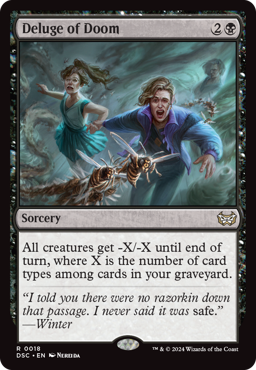 Deluge of Doom 2
Sorcery
All creatures get -X/-X until end of
turn, where X is the number of card
types among cards in your graveyard.
“I told you there were no razorkin down
that passage. I never said it was safe.”
—Winter
R 0018
DSC • EN Nereida
™ & © 2024 Wizards of the Coast